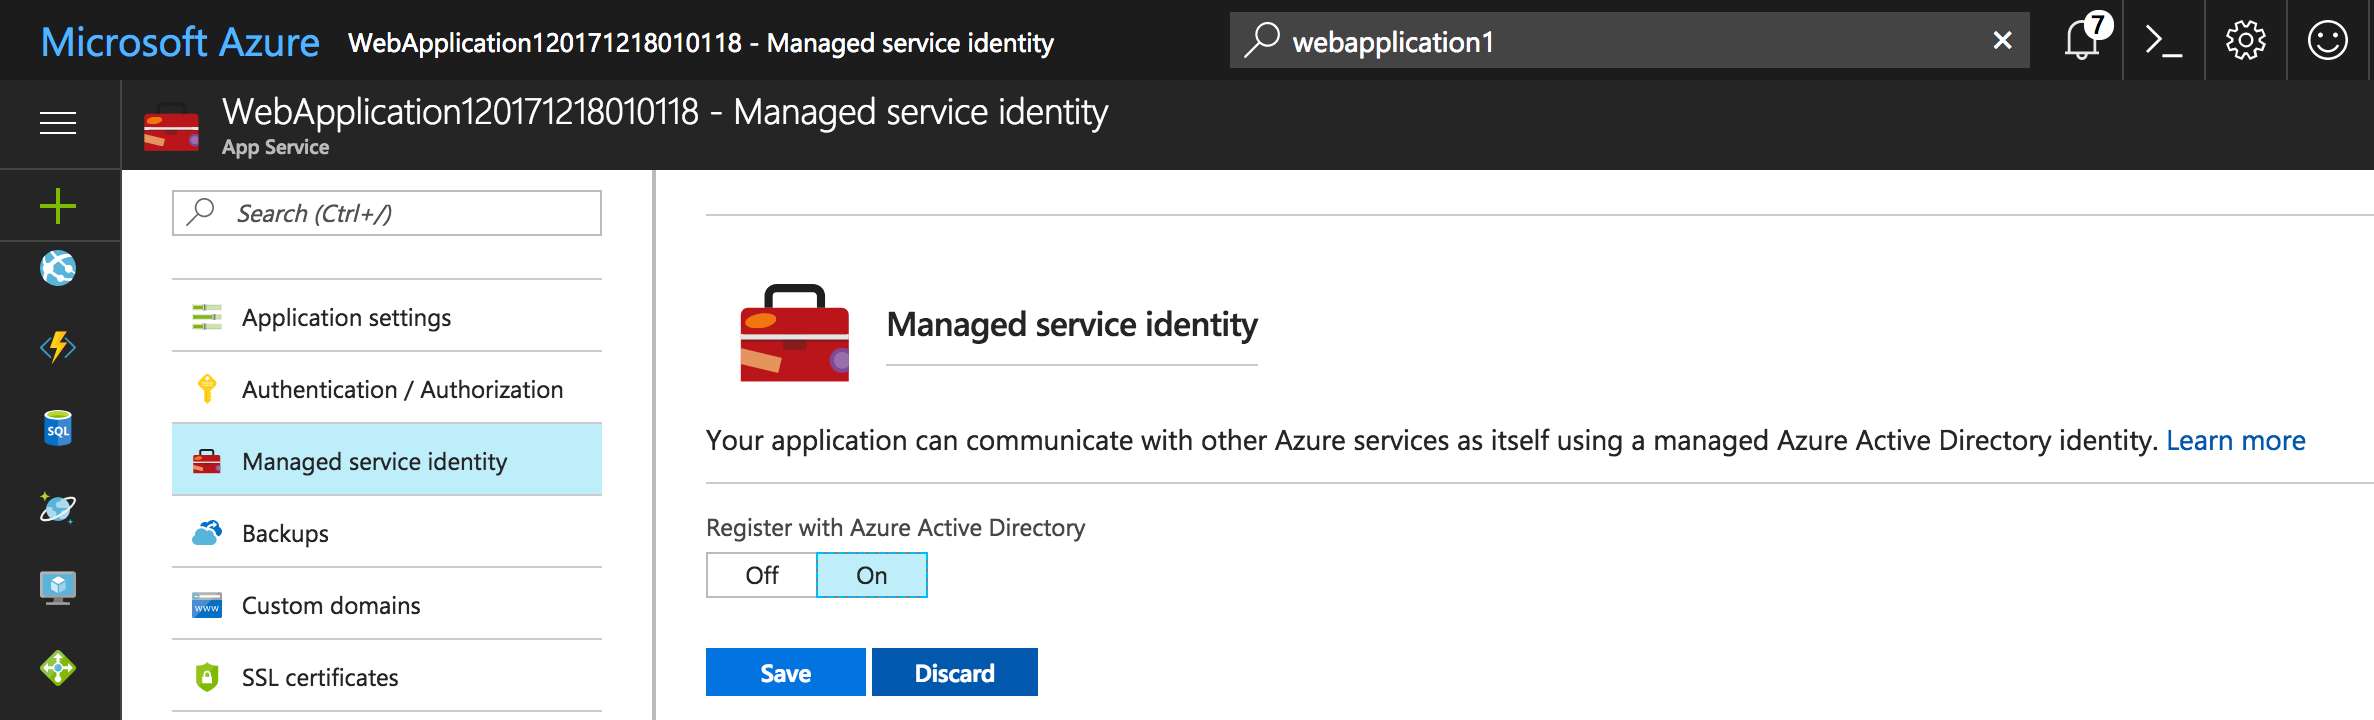 Microsoft Azure WebApplication120171218010118 - Managed service identity webapplication1 7
WebApplication120171218010118 - Managed service identity
App Service
Search (Ctrl+/)
Application settings
Authentication / Authorization
Managed service identity
SQL
Backups
www
Custom domains
SSL certificates
Managed service identity
Your application can communicate with other Azure services as itself using a managed Azure Active Directory identity. Learn more
Register with Azure Active Directory
Off On
Save Discard